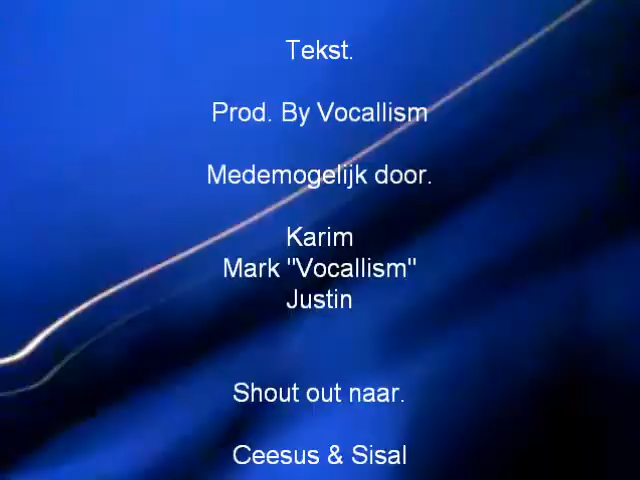 Tekst.
Prod. By Vocallism
Medemogelijk door.
Karim
Mark "Vocallism"
Justin
Shout out naar.
Ceesus & Sisal